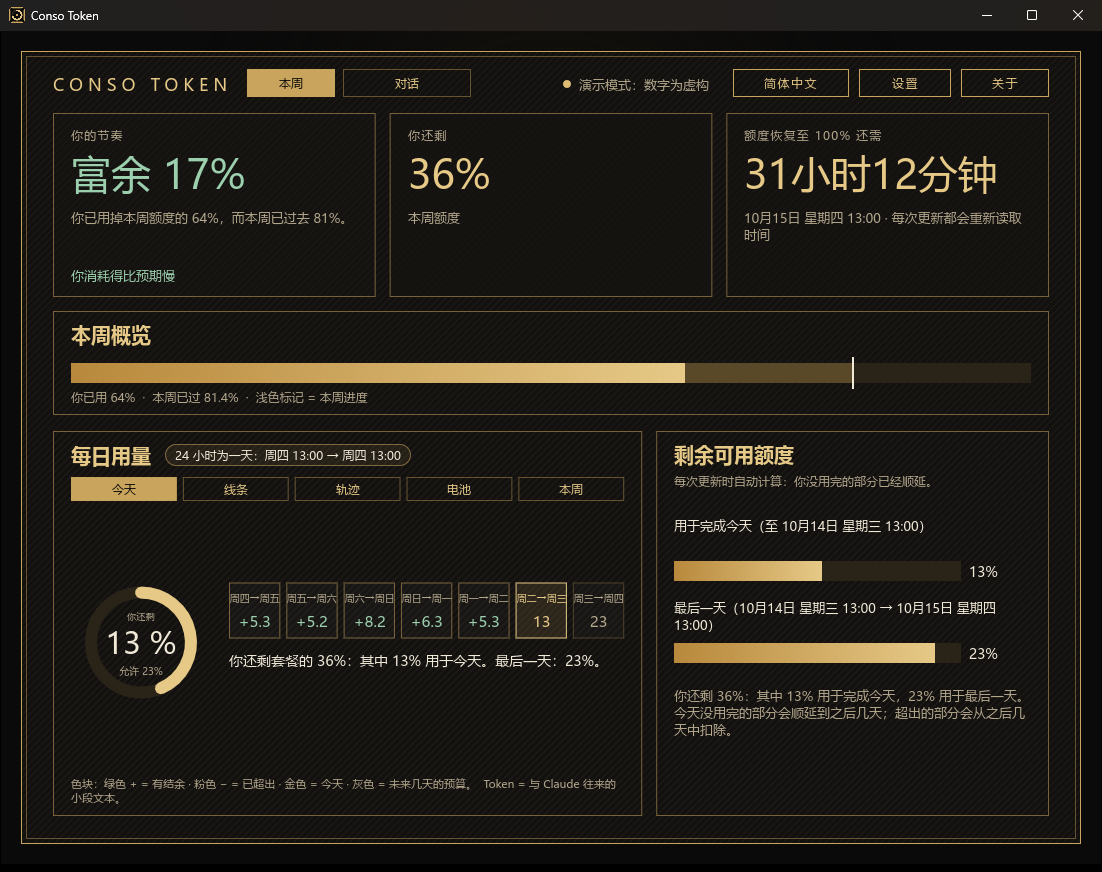 Conso Token
CONSO TOKEN
本周
对话
演示模式：数字为虚构
简体中文
设置
关于
你的节奏
富余 17%
你已用掉本周额度的 64%，而本周已过去 81%。
你消耗得比预期慢
你还剩
36%
本周额度
额度恢复至 100% 还需
31小时12分钟
10月15日 星期四 13:00 · 每次更新都会重新读取
时间
本周概览
你已用 64% · 本周已过 81.4% · 浅色标记 = 本周进度
每日用量
24 小时为一天：周四 13:00 → 周四 13:00
今天
线条
轨迹
电池
本周
你还剩
13 %
允许 23%
周四→周五
周五→周六
周六→周日
周日→周一
周一→周二
周二→周三
周三→周四
+5.3
+5.2
+8.2
+6.3
+5.3
13
23
你还剩套餐的 36%：其中 13% 用于今天。最后一天：23%。
色块：绿色 + = 有结余 · 粉色 − = 已超出 · 金色 = 今天 · 灰色 = 未来几天的预算。 Token = 与 Claude 往来的
小段文本。
剩余可用额度
每次更新时自动计算：你没用完的部分已经顺延。
用于完成今天（至 10月14日 星期三 13:00）
13%
最后一天（10月14日 星期三 13:00 → 10月15日 星期四
13:00）
23%
你还剩 36%：其中 13% 用于完成今天，23% 用于最后一天。
今天没用完的部分会顺延到之后几天；超出的部分会从之后几
天中扣除。